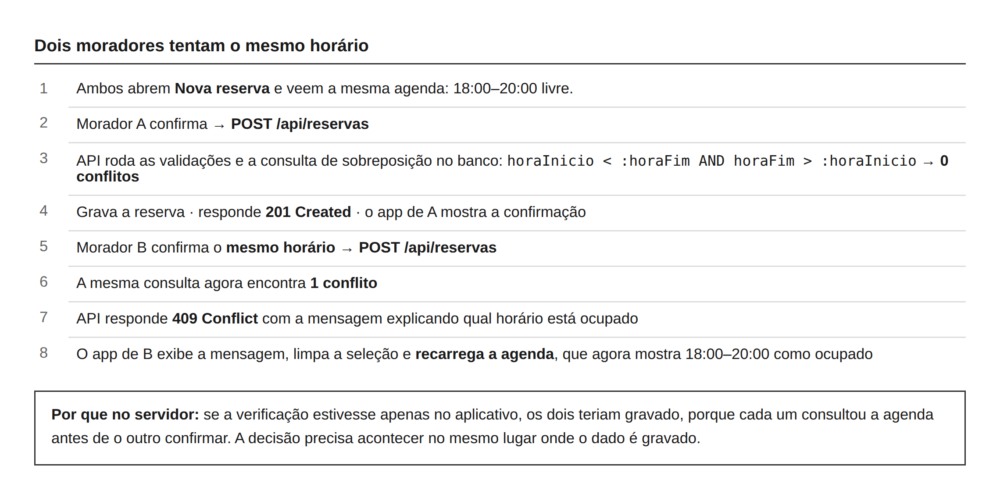 Dois moradores tentam o mesmo horário
1 Ambos abrem Nova reserva e veem a mesma agenda: 18:00–20:00 livre.
2 Morador A confirma → POST /api/reservas
3 API roda as validações e a consulta de sobreposição no banco: horaInicio < :horaFim AND horaFim > :horaInicio → 0
conflitos
4 Grava a reserva · responde 201 Created · o app de A mostra a confirmação
5 Morador B confirma o mesmo horário → POST /api/reservas
6 A mesma consulta agora encontra 1 conflito
7 API responde 409 Conflict com a mensagem explicando qual horário está ocupado
8 O app de B exibe a mensagem, limpa a seleção e recarrega a agenda, que agora mostra 18:00–20:00 como ocupado
Por que no servidor: se a verificação estivesse apenas no aplicativo, os dois teriam gravado, porque cada um consultou a agenda
antes de o outro confirmar. A decisão precisa acontecer no mesmo lugar onde o dado é gravado.